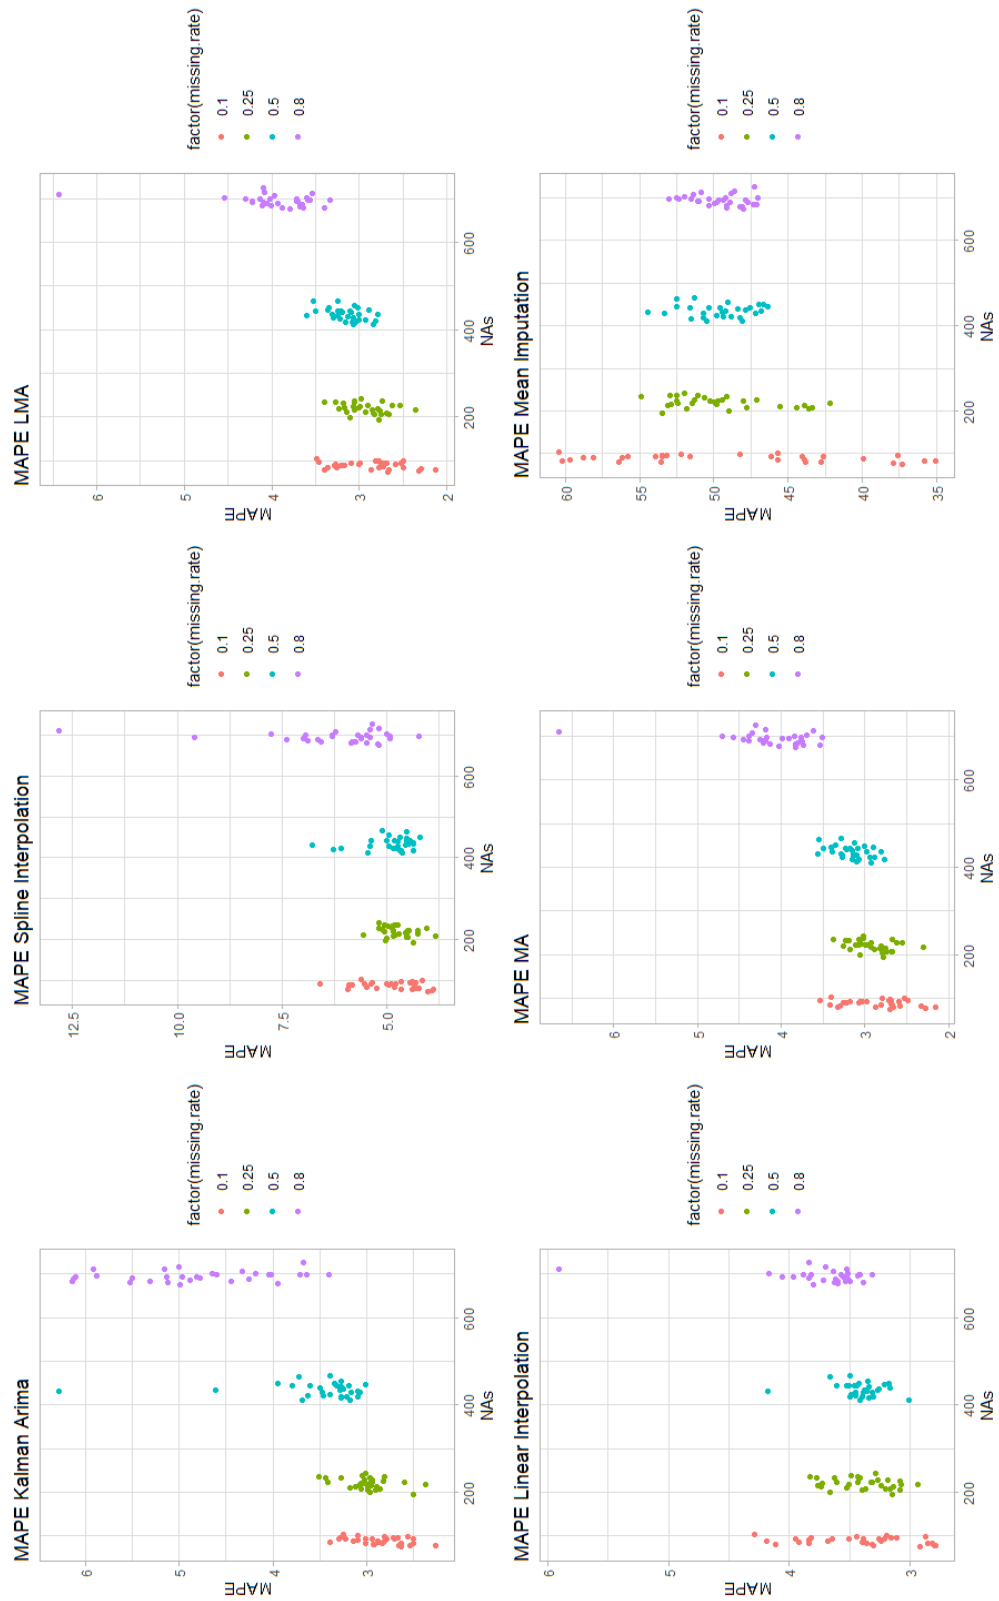 MAPE Kalman Arima
MAPE
6
5
4
3
200
400
600
NAs
factor(missing.rate)
0.1
0.25
0.5
0.8
MAPE Spline Interpolation
MAPE
12.5
10.0
7.5
5.0
200
400
600
NAs
factor(missing.rate)
0.1
0.25
0.5
0.8
MAPE LMA
MAPE
6
5
4
3
2
200
400
600
NAs
factor(missing.rate)
0.1
0.25
0.5
0.8
MAPE Linear Interpolation
MAPE
6
5
4
3
200
400
600
NAs
factor(missing.rate)
0.1
0.25
0.5
0.8
MAPE MA
MAPE
6
5
4
3
2
200
400
600
NAs
factor(missing.rate)
0.1
0.25
0.5
0.8
MAPE Mean Imputation
MAPE
60
55
50
45
40
35
200
400
600
NAs
factor(missing.rate)
0.1
0.25
0.5
0.8